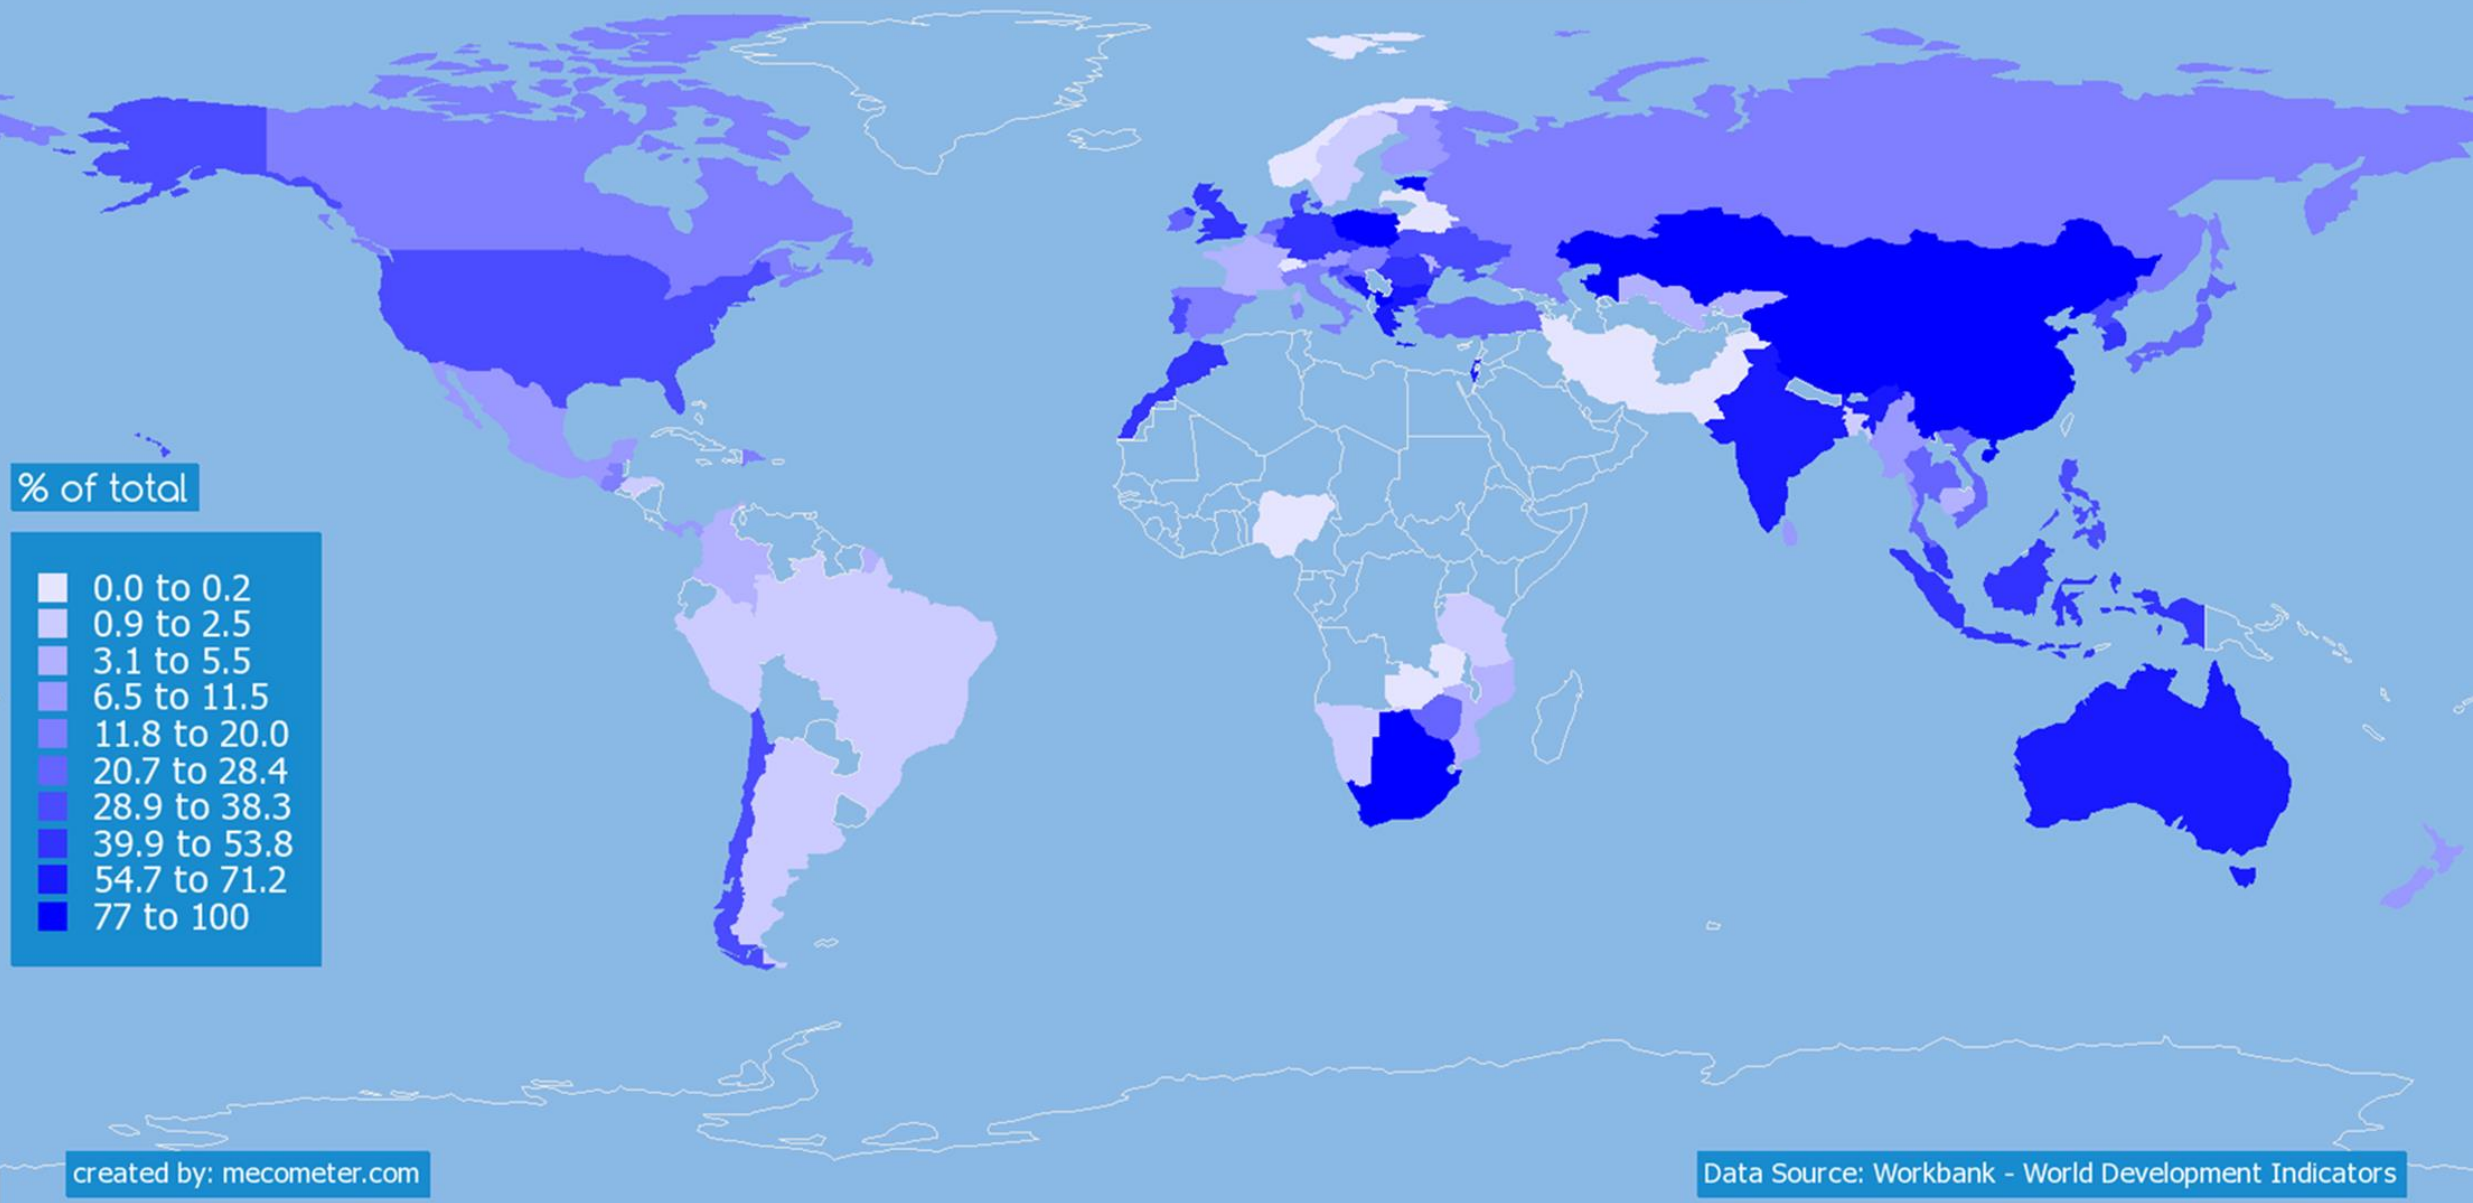 % of total
0.0 to 0.2
0.9 to 2.5
3.1 to 5.5
6.5 to 11.5
11.8 to 20.0
20.7 to 28.4
28.9 to 38.3
39.9 to 53.8
54.7 to 71.2
77 to 100
created by: mecometer.com
Data Source: Workbank - World Development Indicators